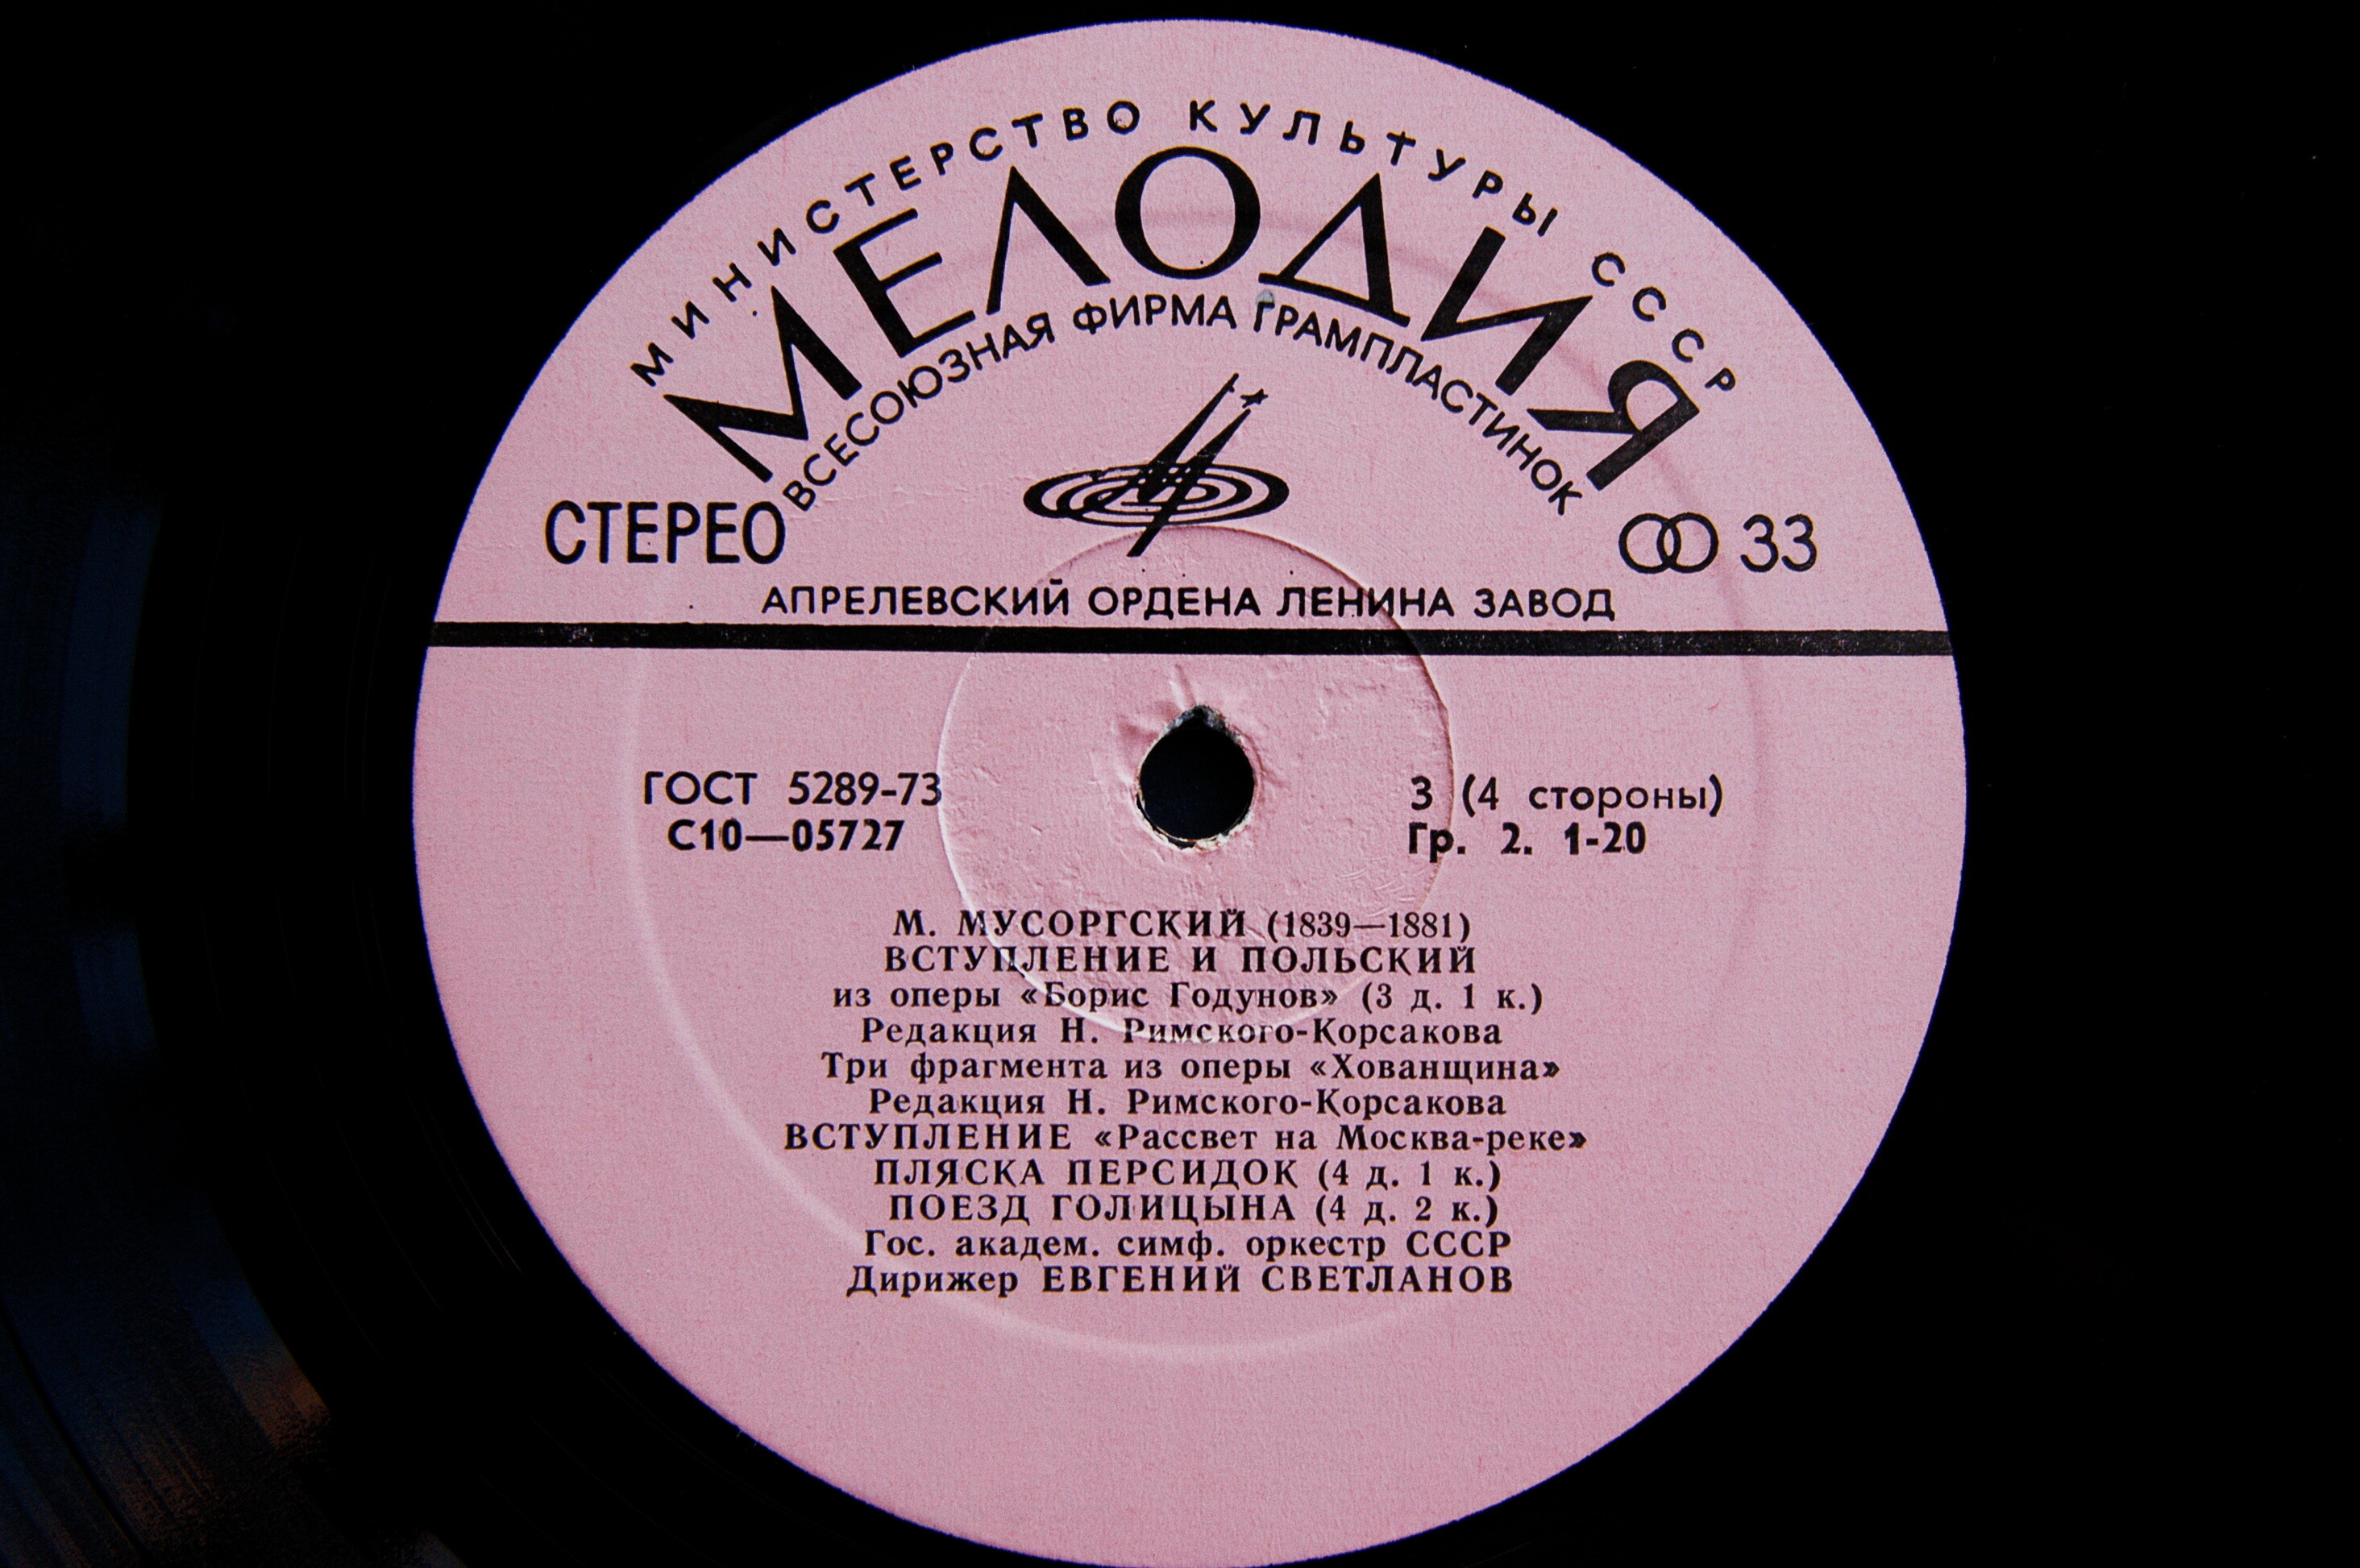 МИНИСТЕРСТВО КУЛЬТУРЫ СССР
МЕЛОДИЯ
ВСЕСОЮЗНАЯ ФИРМА ГРАМПЛАСТИНОК
СТЕРЕО
33
АПРЕЛЕВСКИЙ ОРДЕНА ЛЕНИНА ЗАВОД
ГОСТ 5289-73
С10—05727
3 (4 стороны)
Гр. 2. 1-20
М. МУСОРГСКИЙ (1839—1881)
ВСТУПЛЕНИЕ И ПОЛЬСКИЙ
из оперы «Борис Годунов» (3 д. 1 к.)
Редакция Н. Римского-Корсакова
Три фрагмента из оперы «Хованщина»
Редакция Н. Римского-Корсакова
ВСТУПЛЕНИЕ «Рассвет на Москва-реке»
ПЛЯСКА ПЕРСИДОК (4 д. 1 к.)
ПОЕЗД ГОЛИЦЫНА (4 д. 2 к.)
Гос. академ. симф. оркестр СССР
Дирижер ЕВГЕНИЙ СВЕТЛАНОВ